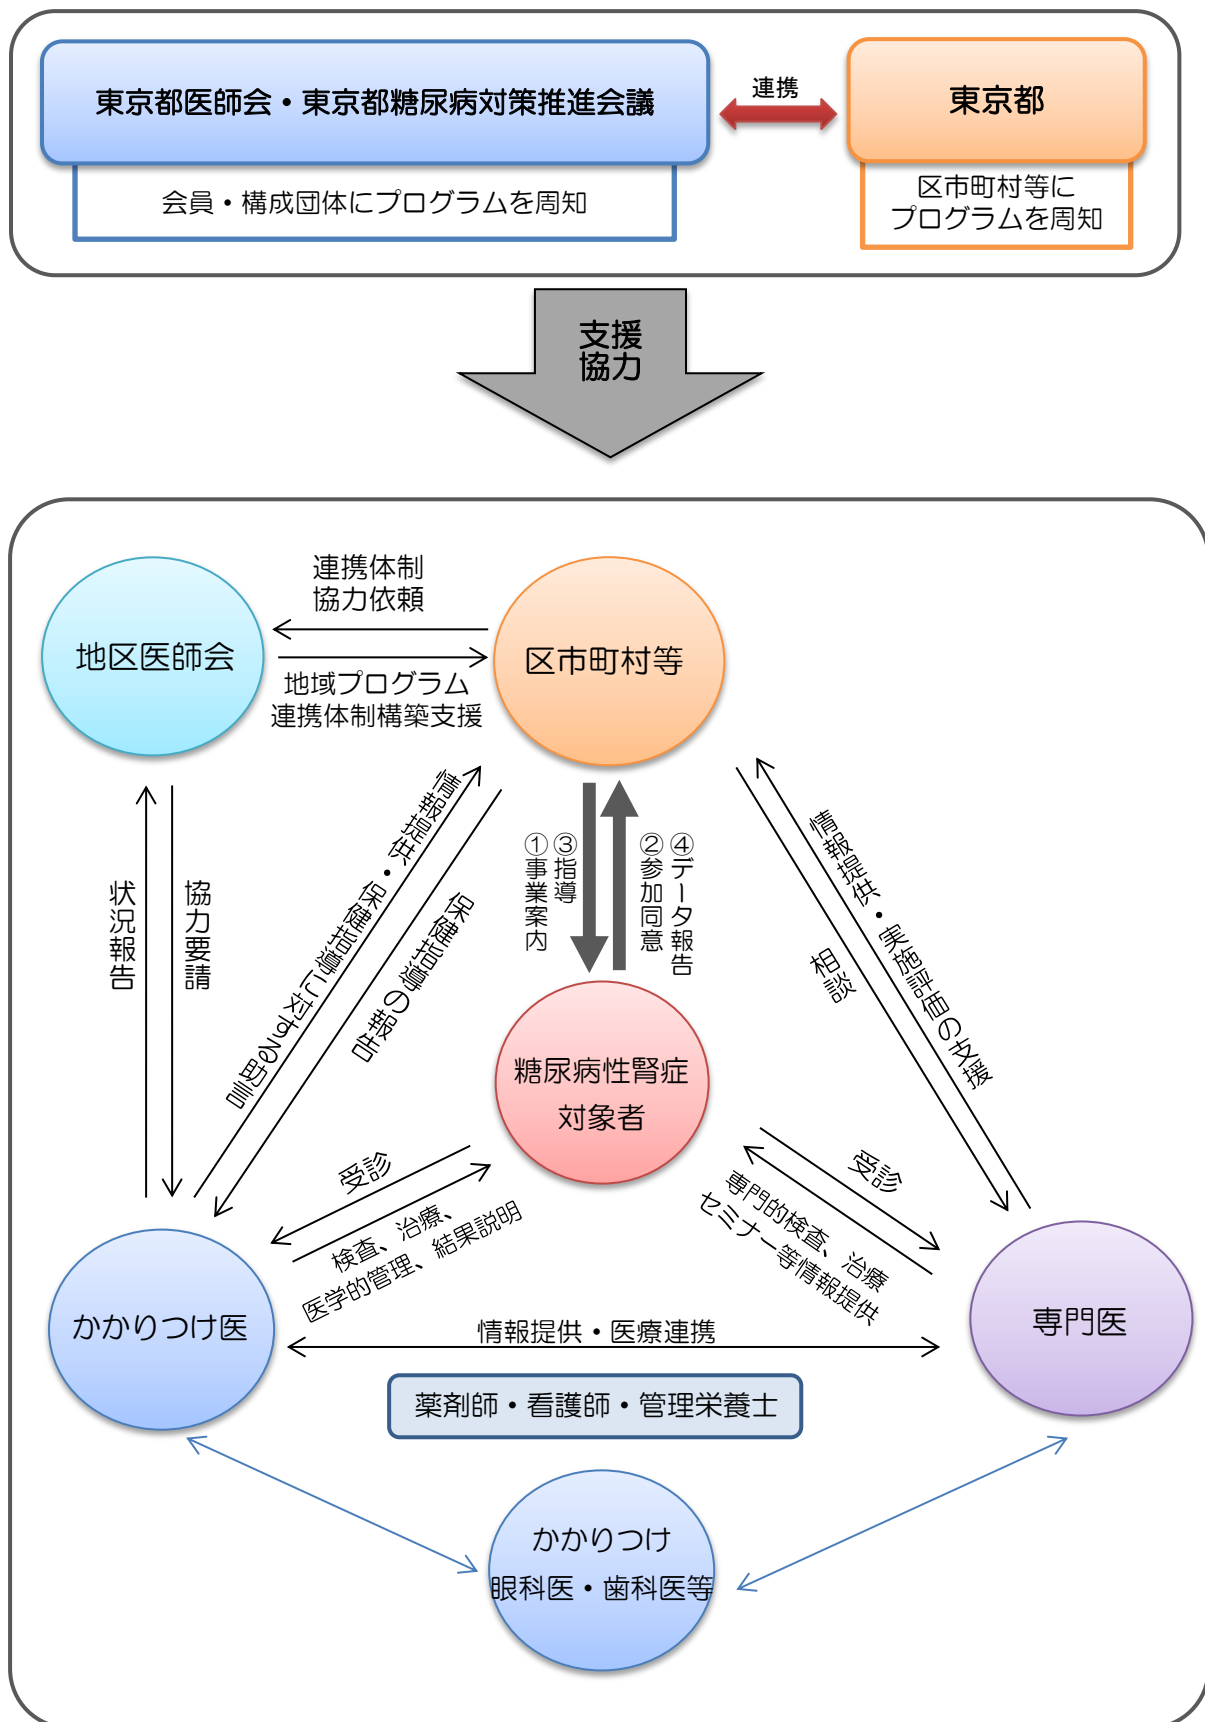 東京都医師会・東京都糖尿病対策推進会議
連携
東京都
会員・構成団体にプログラムを周知
区市町村等に
プログラムを周知
支援
協力
地区医師会
連携体制
協力依頼
区市町村等
地域プログラム
連携体制構築支援
状況報告
協力要請
情報提供・保健指導に対する助言
保健指導の報告
①事業案内
③指導
②参加同意
④データ報告
相談
情報提供・実施評価の支援
糖尿病性腎症
対象者
受診
検査、治療、
医学的管理、結果説明
受診
専門的検査、治療
セミナー等情報提供
かかりつけ医
情報提供・医療連携
専門医
薬剤師・看護師・管理栄養士
かかりつけ
眼科医・歯科医等